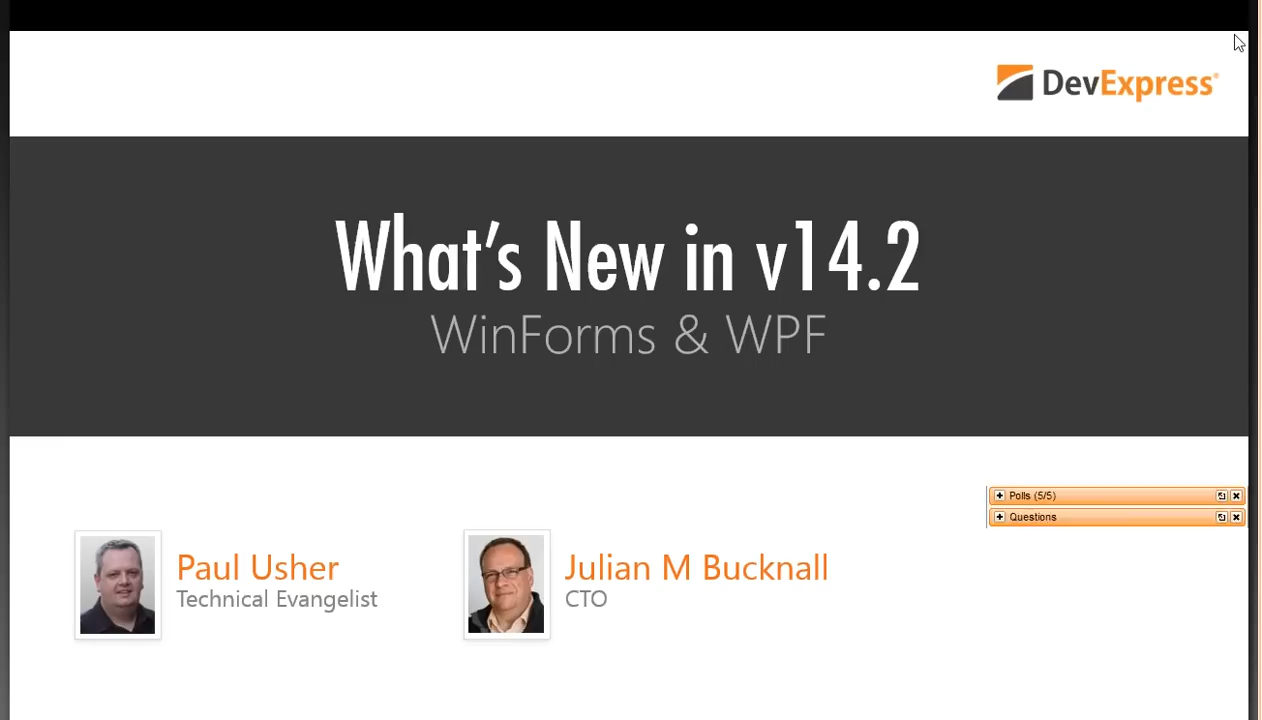 DevExpress®
What's New in v14.2
WinForms & WPF
Polls (5/5)
Questions
Paul Usher
Technical Evangelist
Julian M Bucknall
CTO